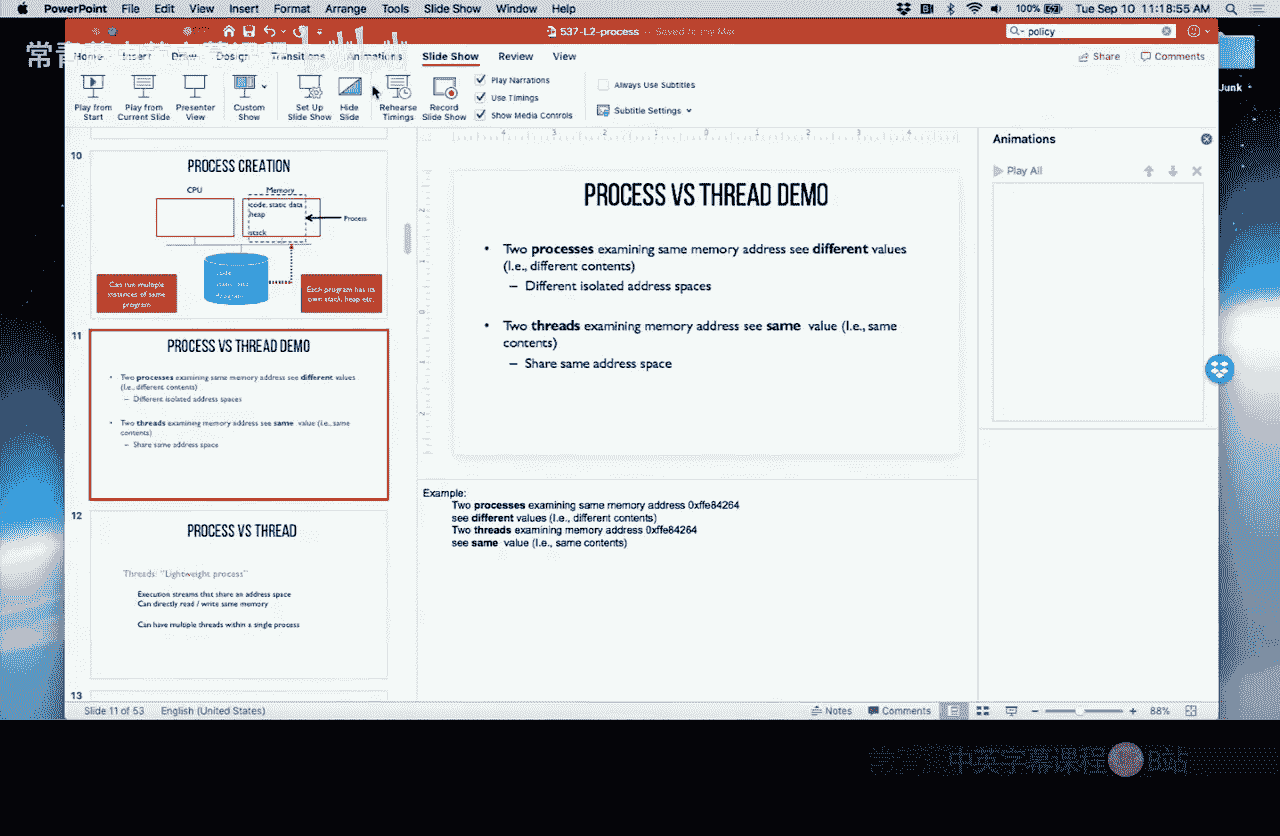 PowerPoint File Edit View Insert Format Arrange Tools Slide Show Window Help
100% Tue Sep 10 11:18:55 AM
537-L2-process — Saved to my Mac
policy
Home Insert Draw Design Transitions Animations Slide Show Review View
Share Comments
Play from Start
Play from Current Slide
Presenter View
Custom Show
Set Up Slide Show
Hide Slide
Rehearse Timings
Record Slide Show
Play Narrations
Use Timings
Show Media Controls
Always Use Subtitles
Subtitle Settings
Junk
10
PROCESS CREATION
CPU
Memory
code, static data
heap
stack
Process
Can run multiple
instances of same
program
Each program has its
own stack, heap etc.
11
PROCESS VS THREAD DEMO
• Two processes examining same memory address see different values
(I.e., different contents)
– Different isolated address spaces
• Two threads examining memory address see same value (I.e., same
contents)
– Share same address space
12
PROCESS VS THREAD
Threads: "Lightweight process"
Execution streams that share an address space
Can directly read / write same memory
Can have multiple threads within a single process
13
PROCESS VS THREAD DEMO
• Two processes examining same memory address see different values
(I.e., different contents)
– Different isolated address spaces
• Two threads examining memory address see same value (I.e., same
contents)
– Share same address space
Example:
Two processes examining same memory address 0xffe84264
see different values (I.e., different contents)
Two threads examining memory address 0xffe84264
see same value (I.e., same contents)
Animations
Play All
Slide 11 of 53 English (United States)
Notes Comments 88%
中英字幕课程 B站